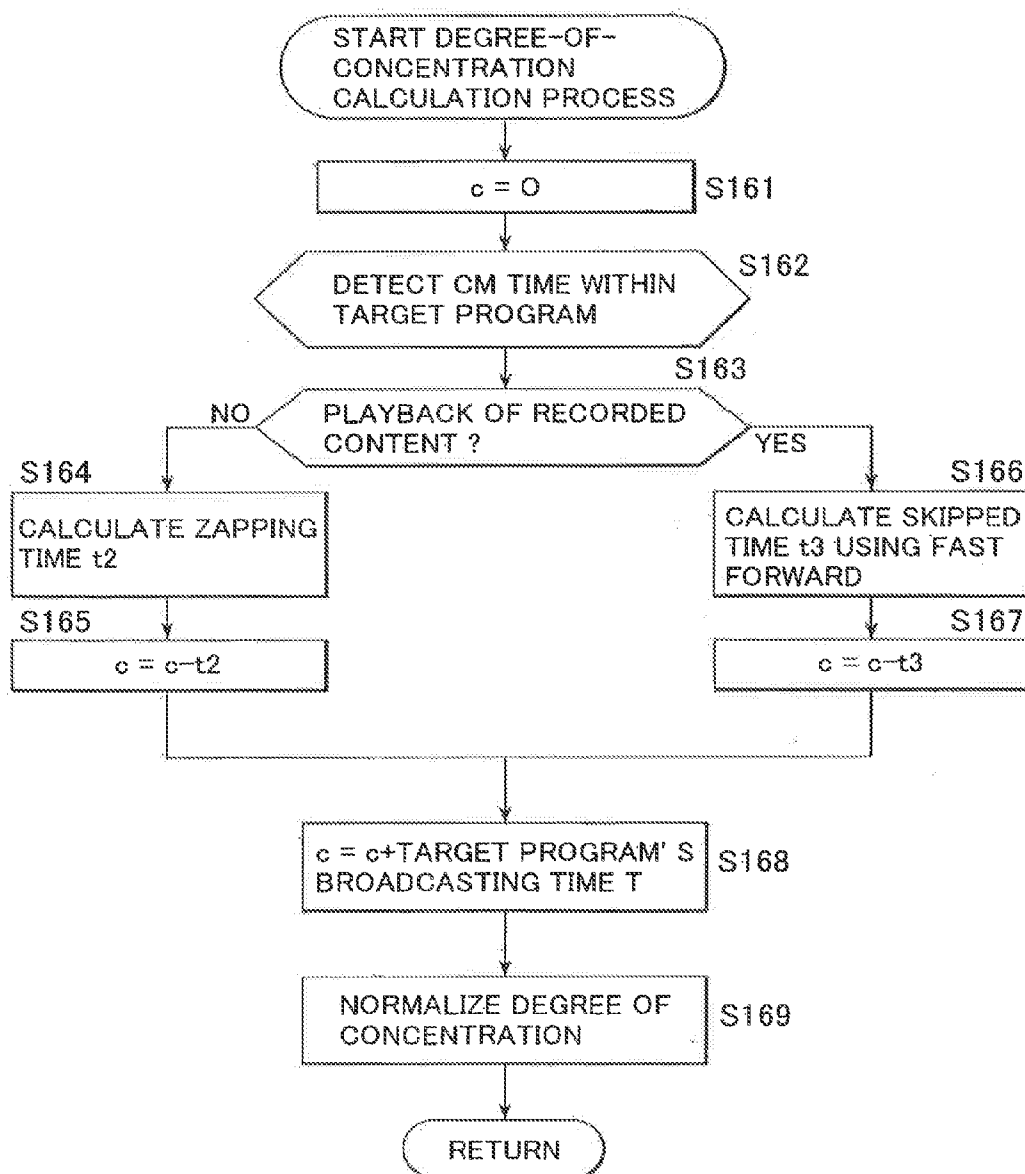 START DEGREE-OF-
CONCENTRATION
CALCULATION PROCESS
c = O
S161
DETECT CM TIME WITHIN
TARGET PROGRAM
S162
S163
PLAYBACK OF RECORDED
CONTENT ?
NO
YES
S164
CALCULATE ZAPPING
TIME t2
S165
c = c-t2
S166
CALCULATE SKIPPED
TIME t3 USING FAST
FORWARD
S167
c = c-t3
c = c+TARGET PROGRAM' S
BROADCASTING TIME T
S168
NORMALIZE DEGREE OF
CONCENTRATION
S169
RETURN